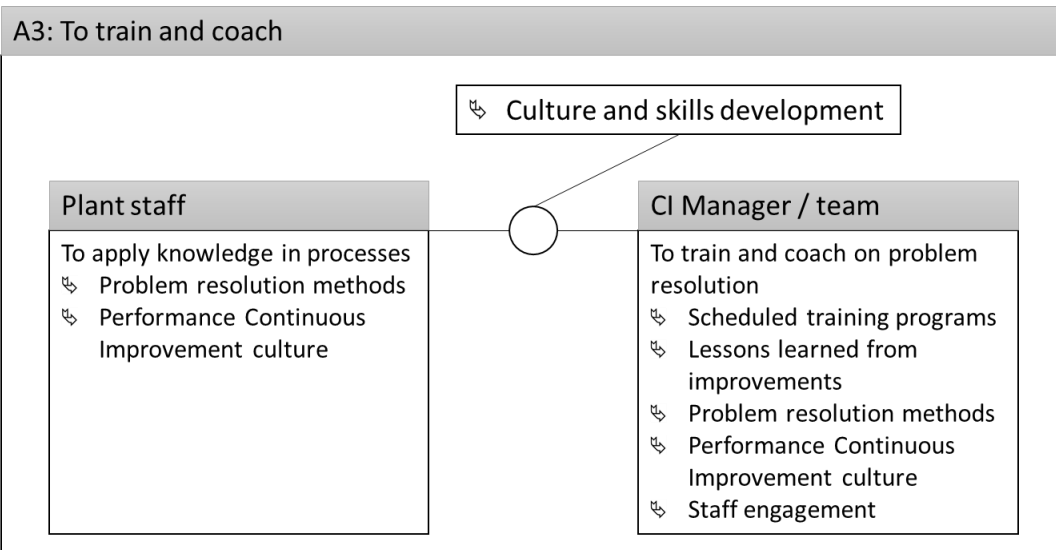 A3: To train and coach
Culture and skills development
Plant staff
To apply knowledge in processes
Problem resolution methods
Performance Continuous
Improvement culture
CI Manager / team
To train and coach on problem
resolution
Scheduled training programs
Lessons learned from
improvements
Problem resolution methods
Performance Continuous
Improvement culture
Staff engagement